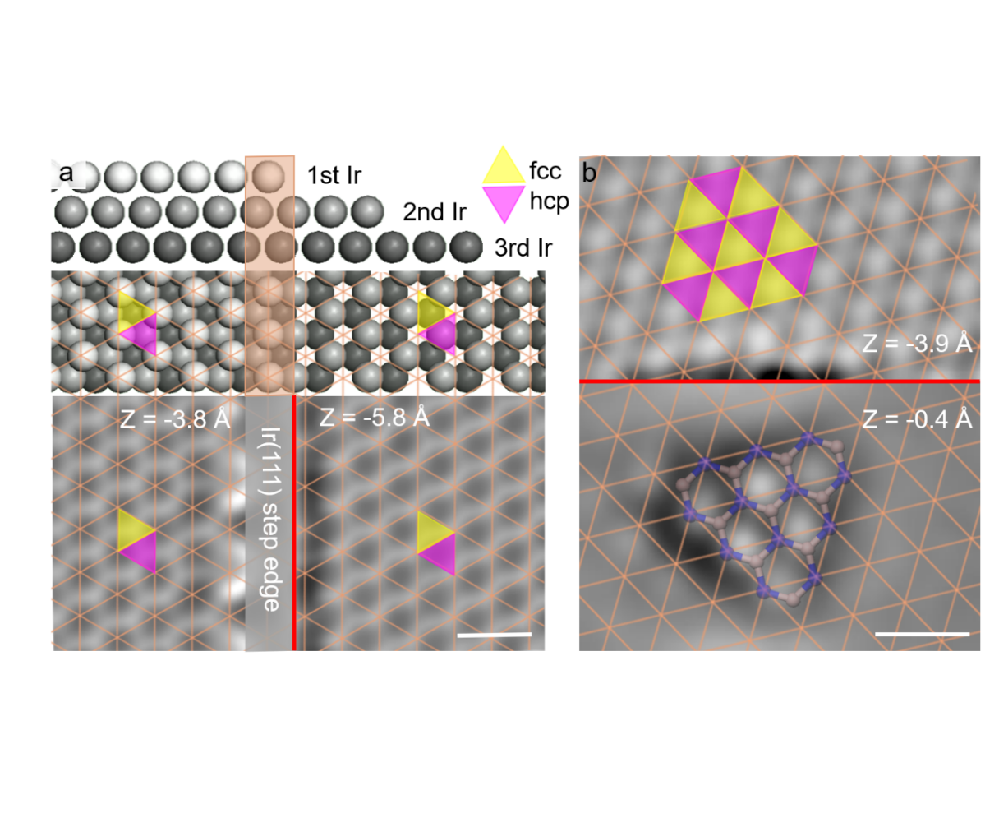 a
1st Ir
2nd Ir
3rd Ir
fcc
hcp
Z = -3.8 Å
Z = -5.8 Å
Ir(111) step edge
b
Z = -3.9 Å
Z = -0.4 Å